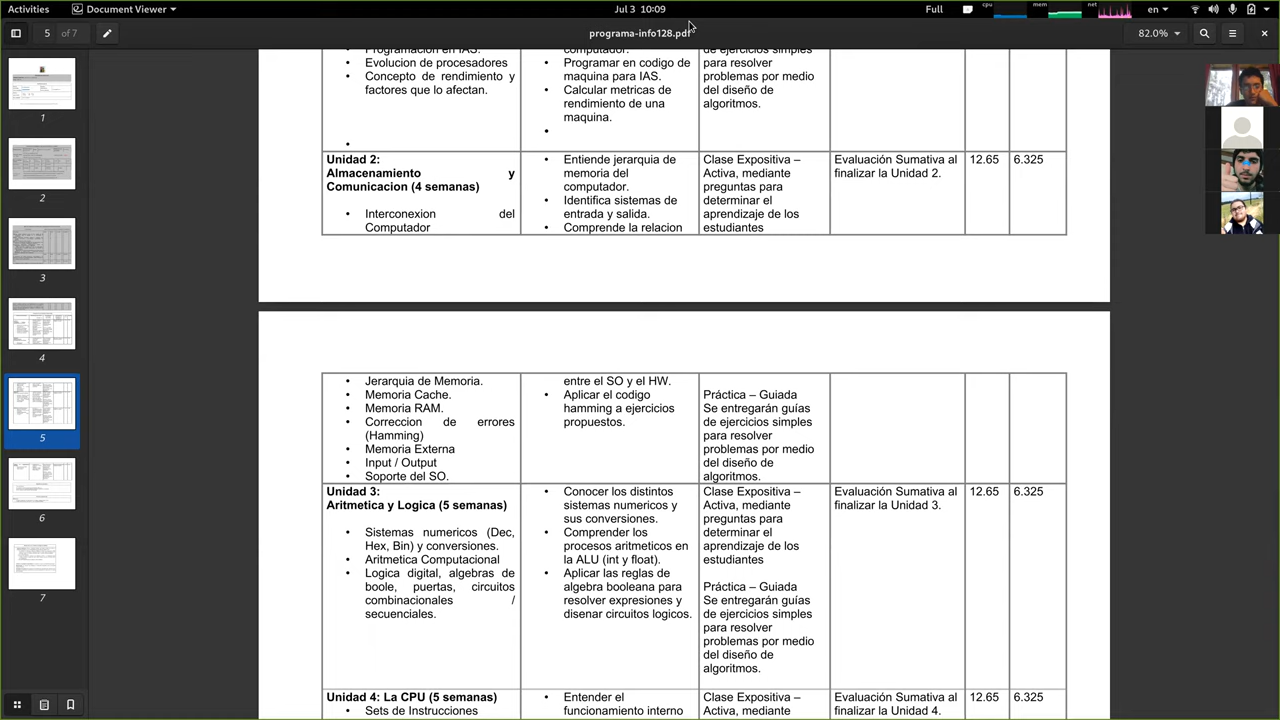 Activities
Document Viewer
Jul 3 10:09
Full
cpu
mem
net
en
5 of 7
programa-info128.pdf
82.0%
1
2
3
4
5
6
7
Programacion en IAS.
• Evolucion de procesadores
• Concepto de rendimiento y
factores que lo afectan.
•
computador.
• Programar en codigo de
maquina para IAS.
• Calcular metricas de
rendimiento de una
maquina.
•
de ejercicios simples
para resolver
problemas por medio
del diseño de
algoritmos.
Unidad 2:
Almacenamiento y
Comunicacion (4 semanas)
• Interconexion del
Computador
• Entiende jerarquia de
memoria del
computador.
• Identifica sistemas de
entrada y salida.
• Comprende la relacion
Clase Expositiva –
Activa, mediante
preguntas para
determinar el
aprendizaje de los
estudiantes
Evaluación Sumativa al
finalizar la Unidad 2.
12.65
6.325
• Jerarquia de Memoria.
• Memoria Cache.
• Memoria RAM.
• Correccion de errores
(Hamming)
• Memoria Externa
• Input / Output
• Soporte del SO.
entre el SO y el HW.
• Aplicar el codigo
hamming a ejercicios
propuestos.
Práctica – Guiada
Se entregarán guías
de ejercicios simples
para resolver
problemas por medio
del diseño de
algoritmos.
Unidad 3:
Aritmetica y Logica (5 semanas)
• Sistemas numericos (Dec,
Hex, Bin) y conversiones.
• Aritmetica Computacional
• Logica digital, algebras de
boole, puertas, circuitos
combinacionales /
secuenciales.
• Conocer los distintos
sistemas numericos y
sus conversiones.
• Comprender los
procesos aritmeticos en
la ALU (int y float).
• Aplicar las reglas de
algebra booleana para
resolver expresiones y
disenar circuitos logicos.
Clase Expositiva –
Activa, mediante
preguntas para
determinar el
aprendizaje de los
estudiantes
Práctica – Guiada
Se entregarán guías
de ejercicios simples
para resolver
problemas por medio
del diseño de
algoritmos.
Evaluación Sumativa al
finalizar la Unidad 3.
12.65
6.325
Unidad 4: La CPU (5 semanas)
• Sets de Instrucciones
• Entender el
funcionamiento interno
Clase Expositiva –
Activa, mediante
Evaluación Sumativa al
finalizar la Unidad 4.
12.65
6.325